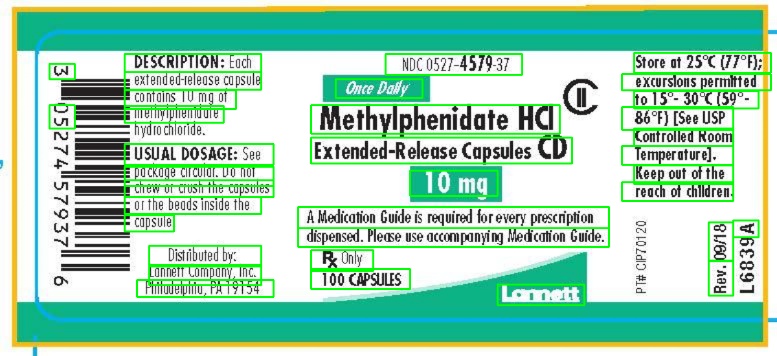 3 05274 57937 6
DESCRIPTION: Each
extended-release capsule
contains 10 mg of
methylphenidate
hydrochloride.
USUAL DOSAGE: See
package circular. Do not
chew or crush the capsules
or the beads inside the
capsule
Distributed by:
Lannett Company, Inc.
Philadelphia, PA 19154
NDC 0527-4579-37
Once Daily
CII
Methylphenidate HCl
Extended-Release Capsules CD
10 mg
A Medication Guide is required for every prescription
dispensed. Please use accompanying Medication Guide.
Rx Only
100 CAPSULES
Lannett
Store at 25°C (77°F);
excursions permitted
to 15°- 30°C (59°-
86°F) [See USP
Controlled Room
Temperature].
Keep out of the
reach of children.
PT# CIP70120
Rev. 09/18
L6839A